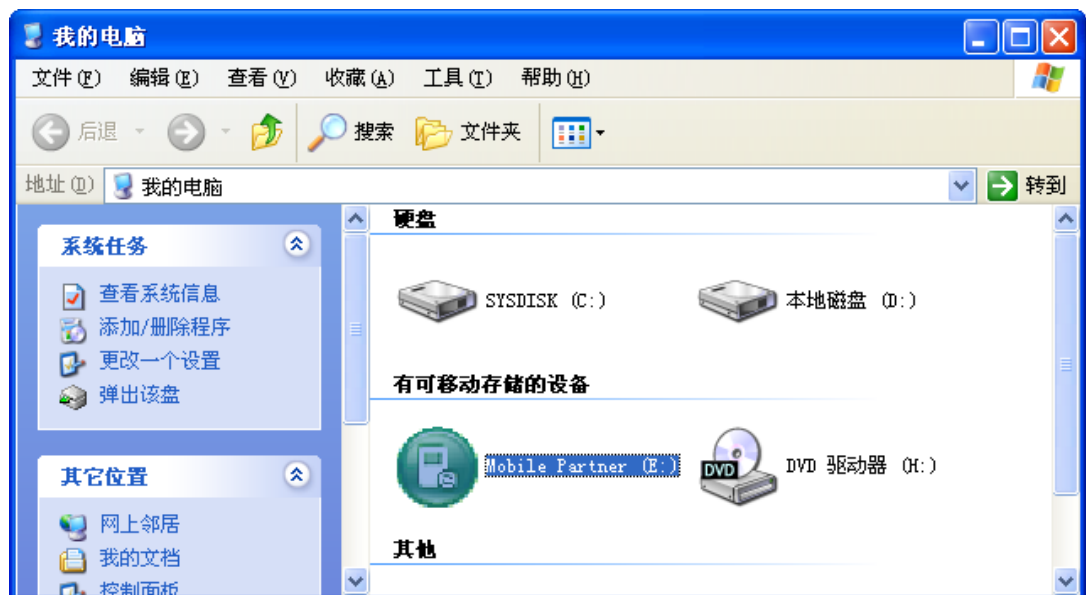 我的电脑
文件(F) 编辑(E) 查看(V) 收藏(A) 工具(T) 帮助(H)
后退 搜索 文件夹
地址(D) 我的电脑 转到
系统任务
查看系统信息
添加/删除程序
更改一个设置
弹出该盘
其它位置
网上邻居
我的文档
控制面板
硬盘
SYSDISK (C:) 本地磁盘 (D:)
有可移动存储的设备
Mobile Partner (E:) DVD DVD 驱动器 (H:)
其他